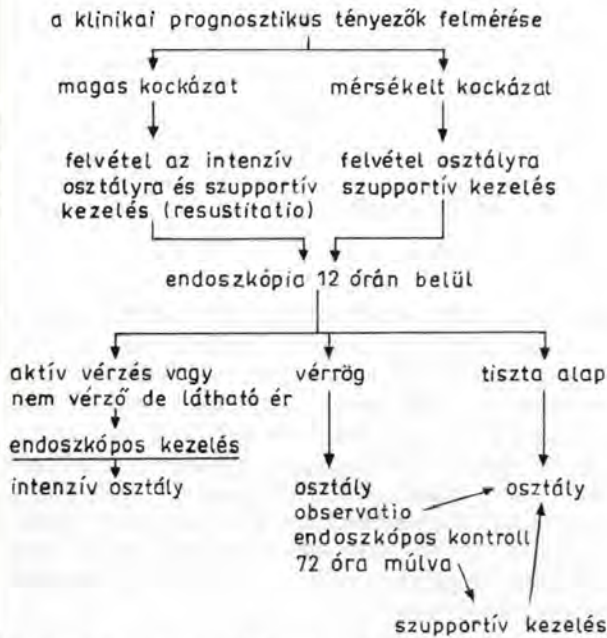 a klinikai prognosztikus tényezők felmérése
magas kockázat
mérsékelt kockázat
felvétel az intenzív
osztályra és szupportív
kezelés (resustitatio)
felvétel osztályra
szupportív kezelés
endoszkópia 12 órán belül
aktív vérzés vagy
nem vérző de látható ér
endoszkópos kezelés
intenzív osztály
vérrög
osztály
observatio
endoszkópos kontroll
72 óra múlva
tiszta alap
osztály
szupportív kezelés